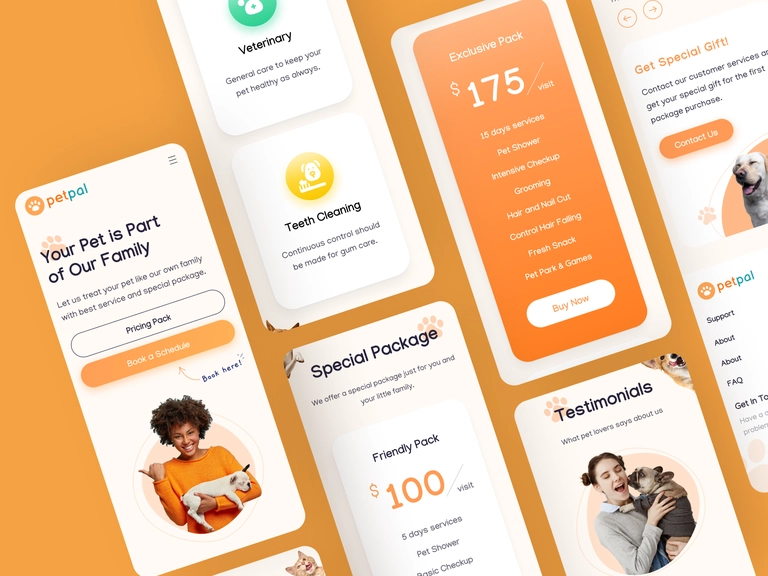 petpal
Your Pet is Part
of Our Family
Let us treat your pet like our own family
with best service and special package.
Pricing Pack
Book a Schedule
Book here!
Veterinary
General care to keep your
pet healthy as always.
Teeth Cleaning
Continuous control should
be made for gum care.
Special Package
We offer a special package just for you and
your little family.
Friendly Pack
$100/visit
5 days services
Pet Shower
Basic Checkup
Exclusive Pack
$175/visit
15 days services
Pet Shower
Intensive Checkup
Grooming
Hair and Nail Cut
Control Hair Falling
Fresh Snack
Pet Park & Games
Buy Now
Testimonials
What pet lovers says about us
Get Special Gift!
Contact our customer services
get your special gift for the first
package purchase.
Contact Us
petpal
Support
About
About
FAQ
Get In
Have a